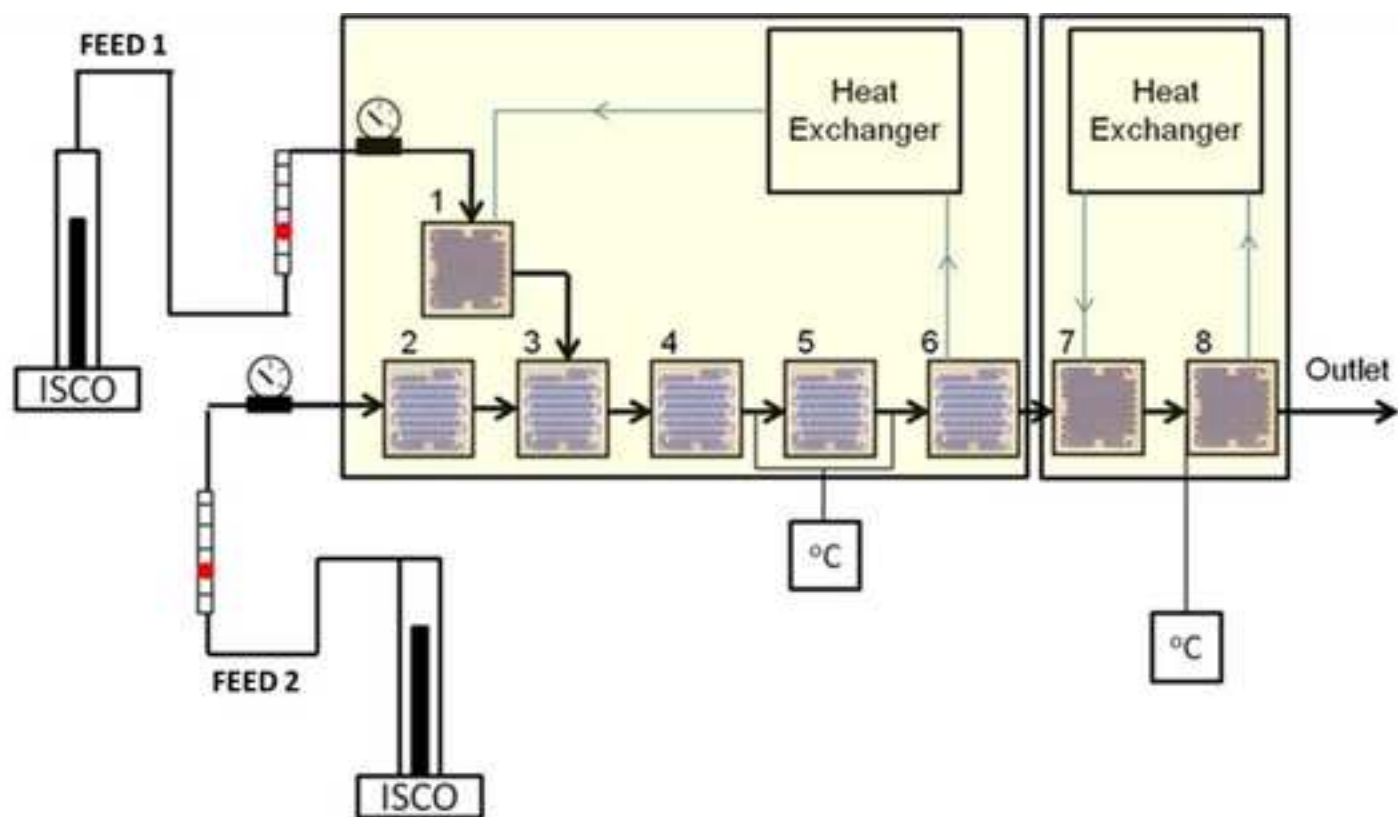 FEED 1
Heat
Exchanger
Heat
Exchanger
1
ISCO
2
3
4
5
6
7
8
Outlet
°C
°C
FEED 2
ISCO